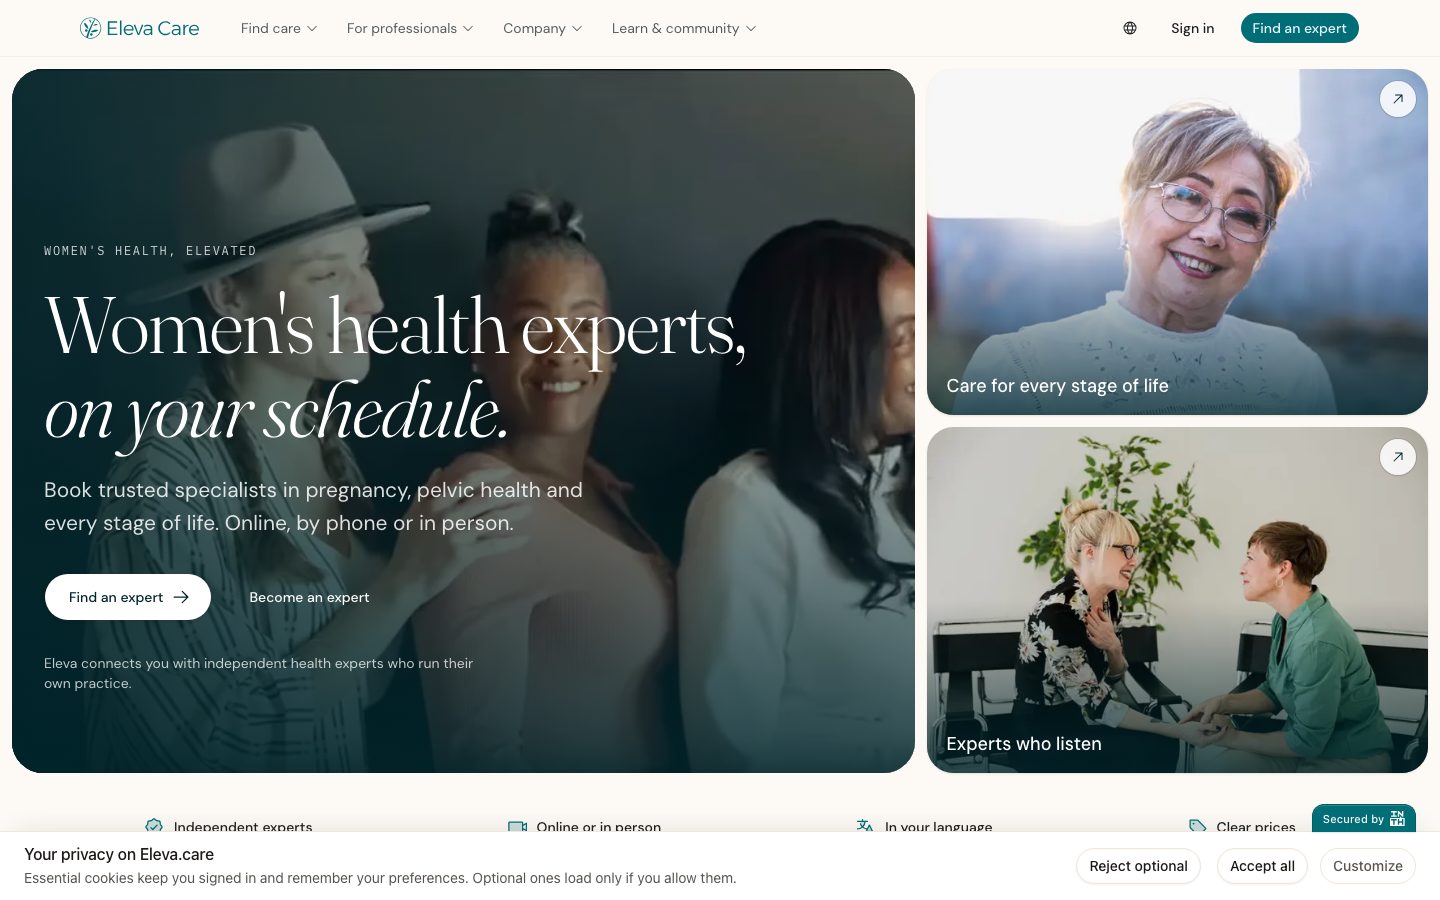 Eleva Care
Find care
For professionals
Company
Learn & community
Sign in
Find an expert
WOMEN'S HEALTH, ELEVATED
Women's health experts,
on your schedule.
Book trusted specialists in pregnancy, pelvic health and
every stage of life. Online, by phone or in person.
Find an expert
Become an expert
Eleva connects you with independent health experts who run their
own practice.
Care for every stage of life
Experts who listen
Independent experts
Online or in person
In your language
Clear prices
Secured by
INTH
Your privacy on Eleva.care
Essential cookies keep you signed in and remember your preferences. Optional ones load only if you allow them.
Reject optional
Accept all
Customize